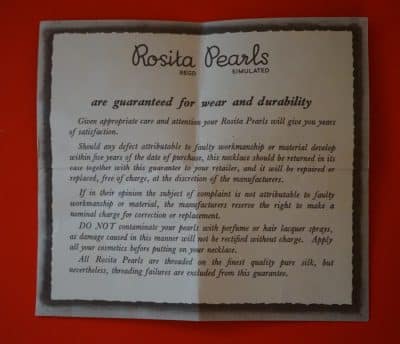 Rosita Pearls
REGD SIMULATED
are guaranteed for wear and durability
Given appropriate care and attention your Rosita Pearls will give you years
of satisfaction.
Should any defect attributable to faulty workmanship or material develop
within five years of the date of purchase, this necklace should be returned in its
case together with this guarantee to your retailer, and it will be repaired or
replaced, free of charge, at the discretion of the manufacturers.
If in their opinion the subject of complaint is not attributable to faulty
workmanship or material, the manufacturers reserve the right to make a
nominal charge for correction or replacement.
DO NOT contaminate your pearls with perfume or hair lacquer sprays,
as damage caused in this manner will not be rectified without charge. Apply
all your cosmetics before putting on your necklace.
All Rosita Pearls are threaded on the finest quality pure silk, but
nevertheless, threading failures are excluded from this guarantee.